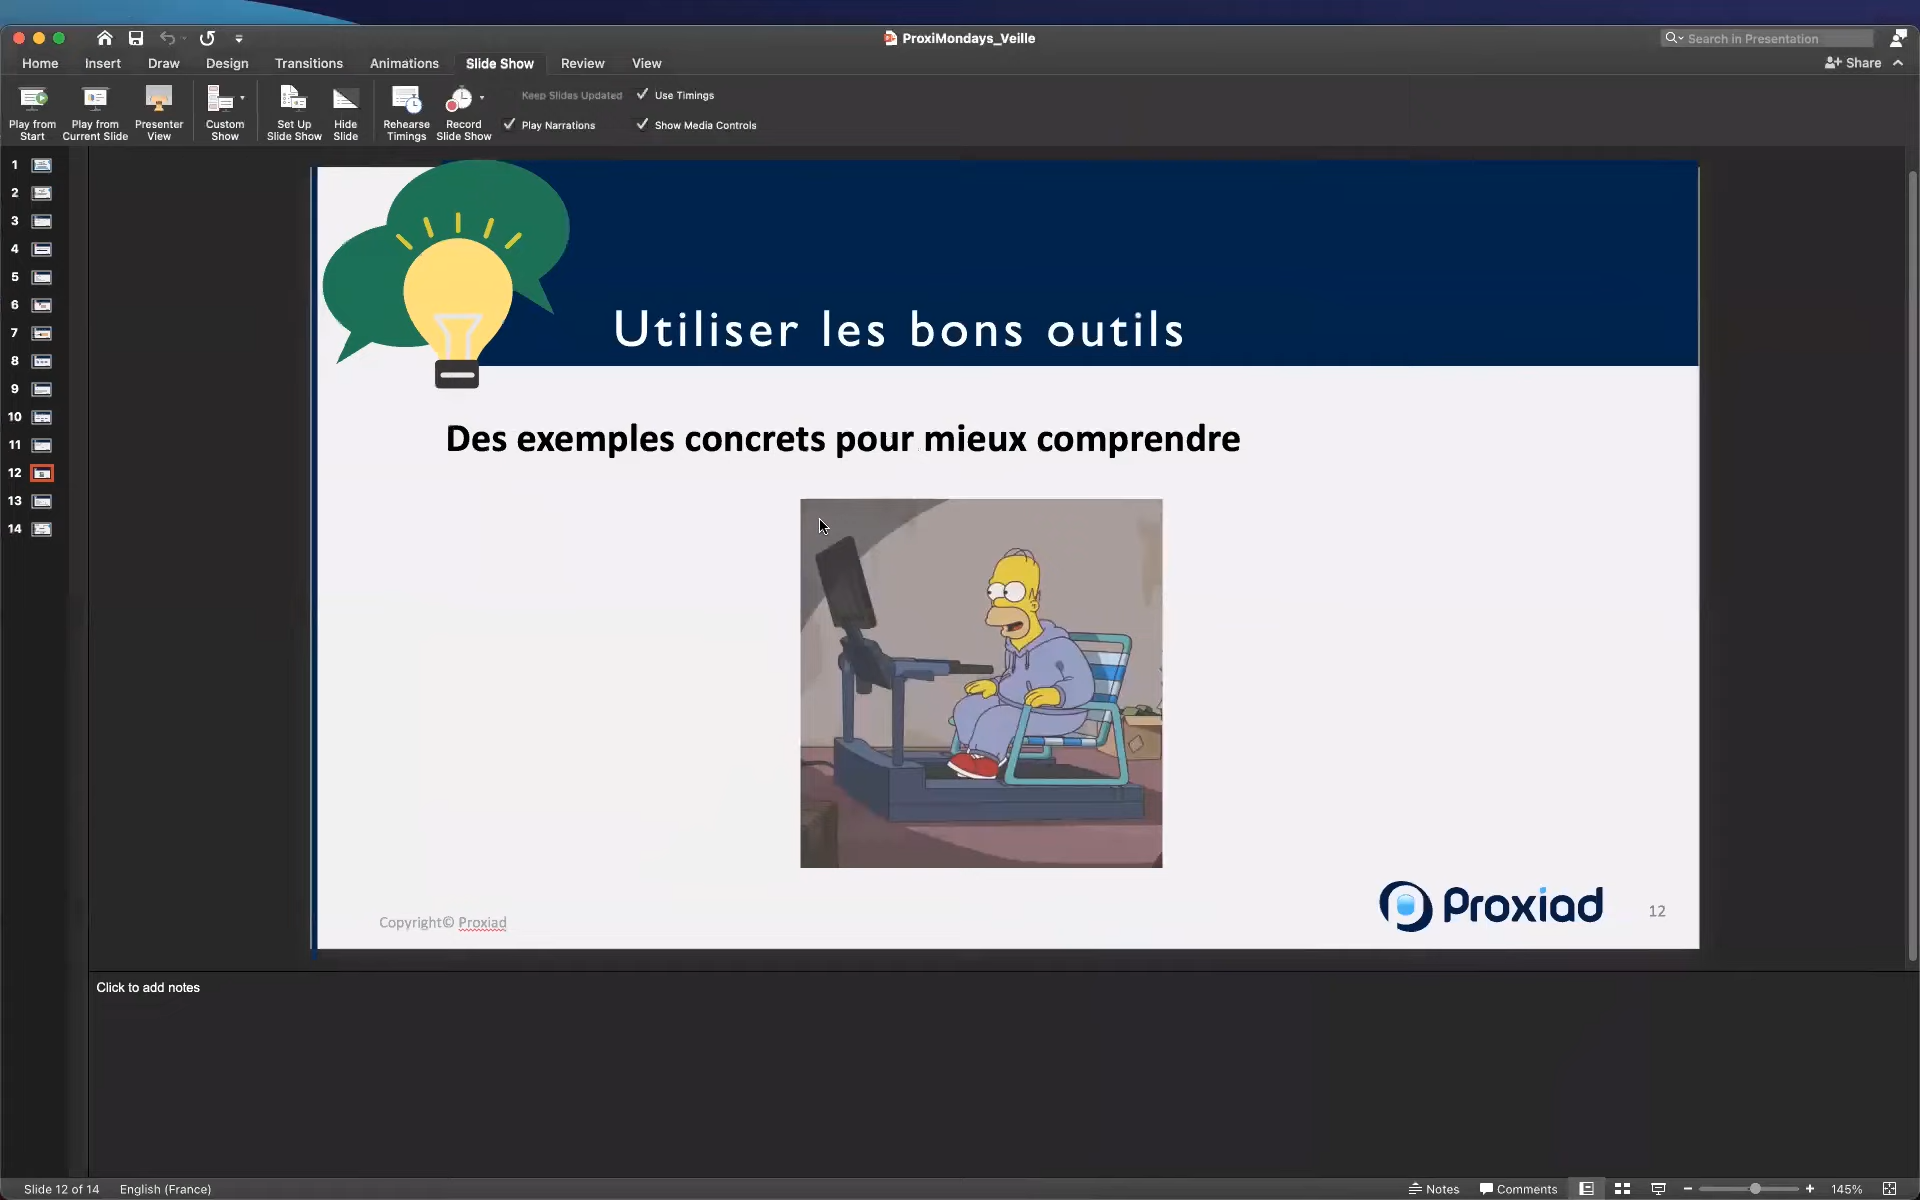 ProxiMondays_Veille
Search in Presentation
Home
Insert
Draw
Design
Transitions
Animations
Slide Show
Review
View
Share
Play from
Start
Play from
Current Slide
Presenter
View
Custom
Show
Set Up
Slide Show
Hide
Slide
Rehearse
Timings
Record
Slide Show
Keep Slides Updated
Use Timings
Play Narrations
Show Media Controls
1
2
3
4
5
6
7
8
9
10
11
12
13
14
Utiliser les bons outils
Des exemples concrets pour mieux comprendre
Copyright© Proxiad
Proxiad
12
Click to add notes
Slide 12 of 14
English (France)
Notes
Comments
145%